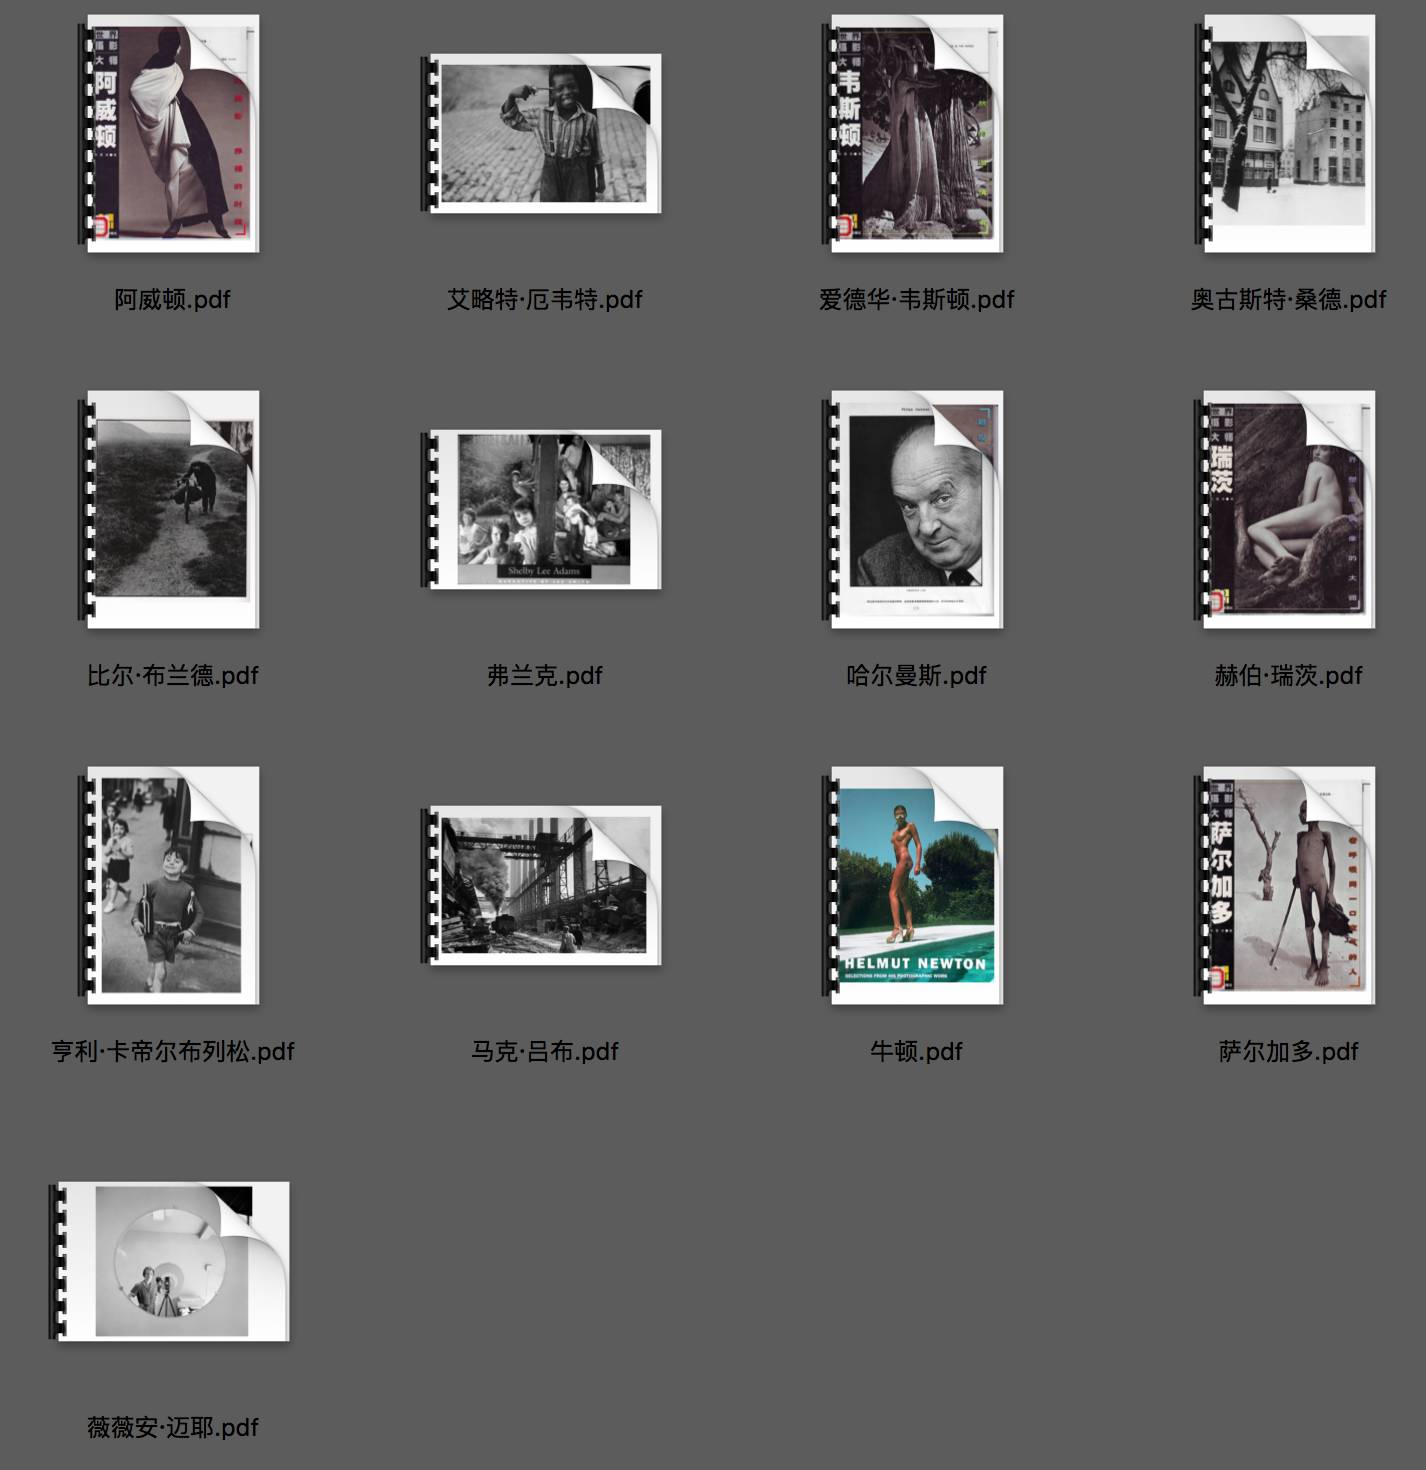 世界
摄影
大师
阿威顿
世界
摄影
大师
韦斯顿
阿威顿.pdf
艾略特·厄韦特.pdf
爱德华·韦斯顿.pdf
奥古斯特·桑德.pdf
Shelby Lee Adams
世界
摄影
大师
瑞茨
比尔·布兰德.pdf
弗兰克.pdf
哈尔曼斯.pdf
赫伯·瑞茨.pdf
HELMUT NEWTON
SELECTIONS FROM HIS PHOTOGRAPHIC WORK
世界
摄影
大师
萨尔加多
亨利·卡帝尔布列松.pdf
马克·吕布.pdf
牛顿.pdf
萨尔加多.pdf
薇薇安·迈耶.pdf